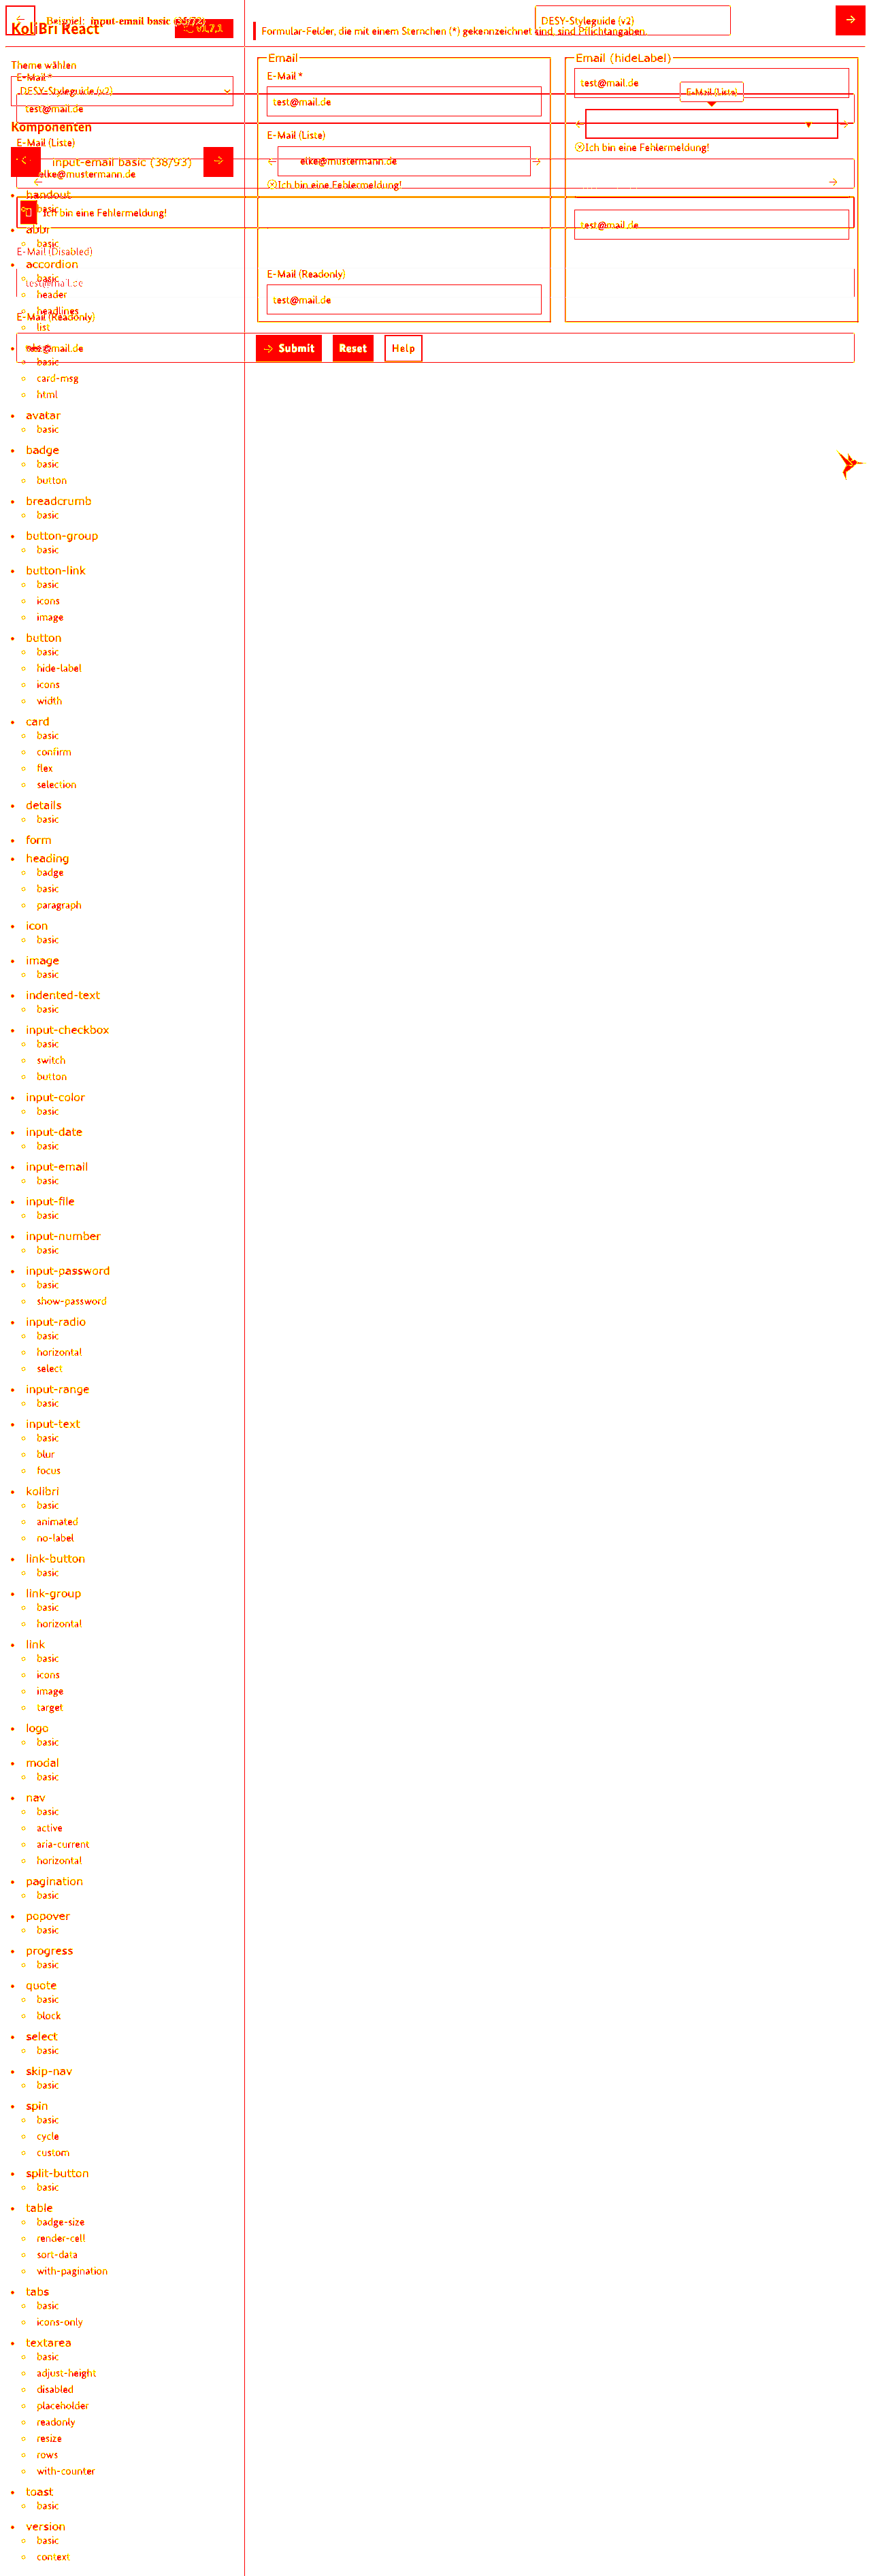 Beispiel: input-email basic
KoliBri React
v1.7.1
DESY-Styleguide (v2)
Formular-Felder, die mit einem Sternchen (*) gekennzeichnet sind, sind Pflichtangaben.
Theme wählen
E-Mail *
DESY-Styleguide (v2)
test@mail.de
Komponenten
E-Mail (Liste)
input-email basic (38/93)
elke@mustermann.de
Ich bin eine Fehlermeldung!
E-Mail (Disabled)
test@mail.de
E-Mail (Readonly)
test@mail.de
Email
E-Mail *
test@mail.de
E-Mail (Liste)
elke@mustermann.de
Ich bin eine Fehlermeldung!
E-Mail (Readonly)
test@mail.de
Email (hideLabel)
test@mail.de
E-Mail (Liste)
Ich bin eine Fehlermeldung!
test@mail.de
Submit
Reset
Help
handout
basic
abbr
basic
accordion
basic
header
headlines
list
basic
card-msg
html
avatar
basic
badge
basic
button
breadcrumb
basic
button-group
basic
button-link
basic
icons
image
button
basic
hide-label
icons
width
card
basic
confirm
flex
selection
details
basic
form
heading
badge
basic
paragraph
icon
basic
image
basic
indented-text
basic
input-checkbox
basic
switch
button
input-color
basic
input-date
basic
input-email
basic
input-file
basic
input-number
basic
input-password
basic
show-password
input-radio
basic
horizontal
select
input-range
basic
input-text
basic
blur
focus
kolibri
basic
animated
no-label
link-button
basic
link-group
basic
horizontal
link
basic
icons
image
target
logo
basic
modal
basic
nav
basic
active
aria-current
horizontal
pagination
basic
popover
basic
progress
basic
quote
basic
block
select
basic
skip-nav
basic
spin
basic
cycle
custom
split-button
basic
table
badge-size
render-cell
sort-data
with-pagination
tabs
basic
icons-only
textarea
basic
adjust-height
disabled
placeholder
readonly
resize
rows
with-counter
toast
basic
version
basic
context